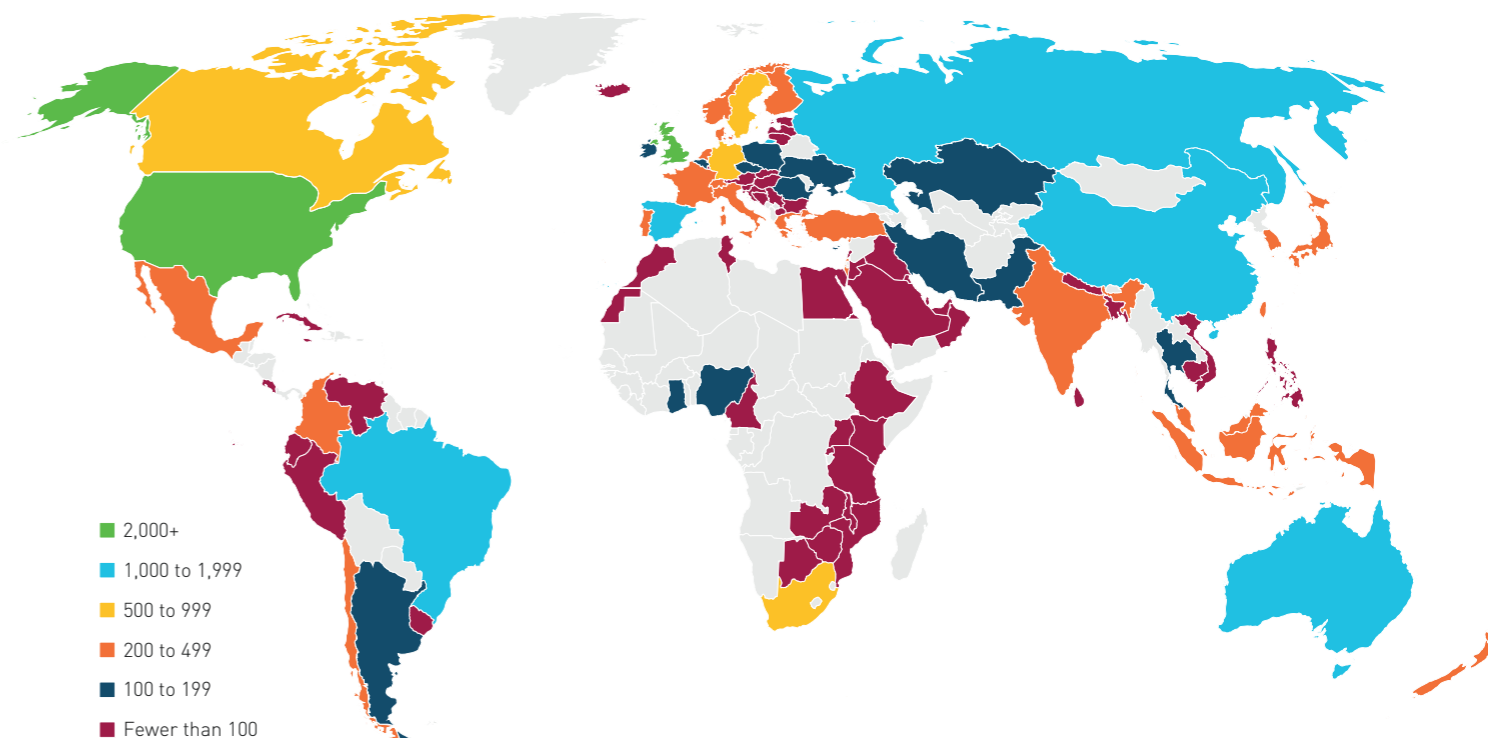 2,000+
1,000 to 1,999
500 to 999
200 to 499
100 to 199
Fewer than 100